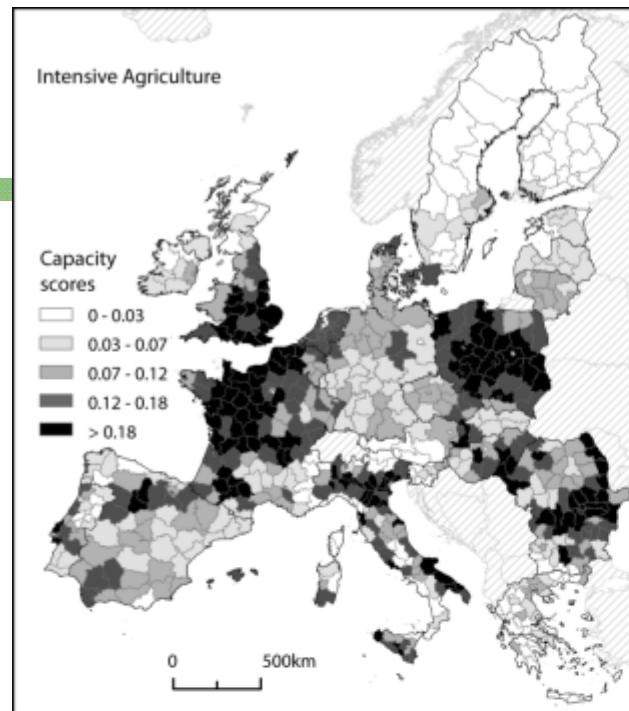 Intensive Agriculture
Capacity
scores
0 - 0.03
0.03 - 0.07
0.07 - 0.12
0.12 - 0.18
> 0.18
0 500km